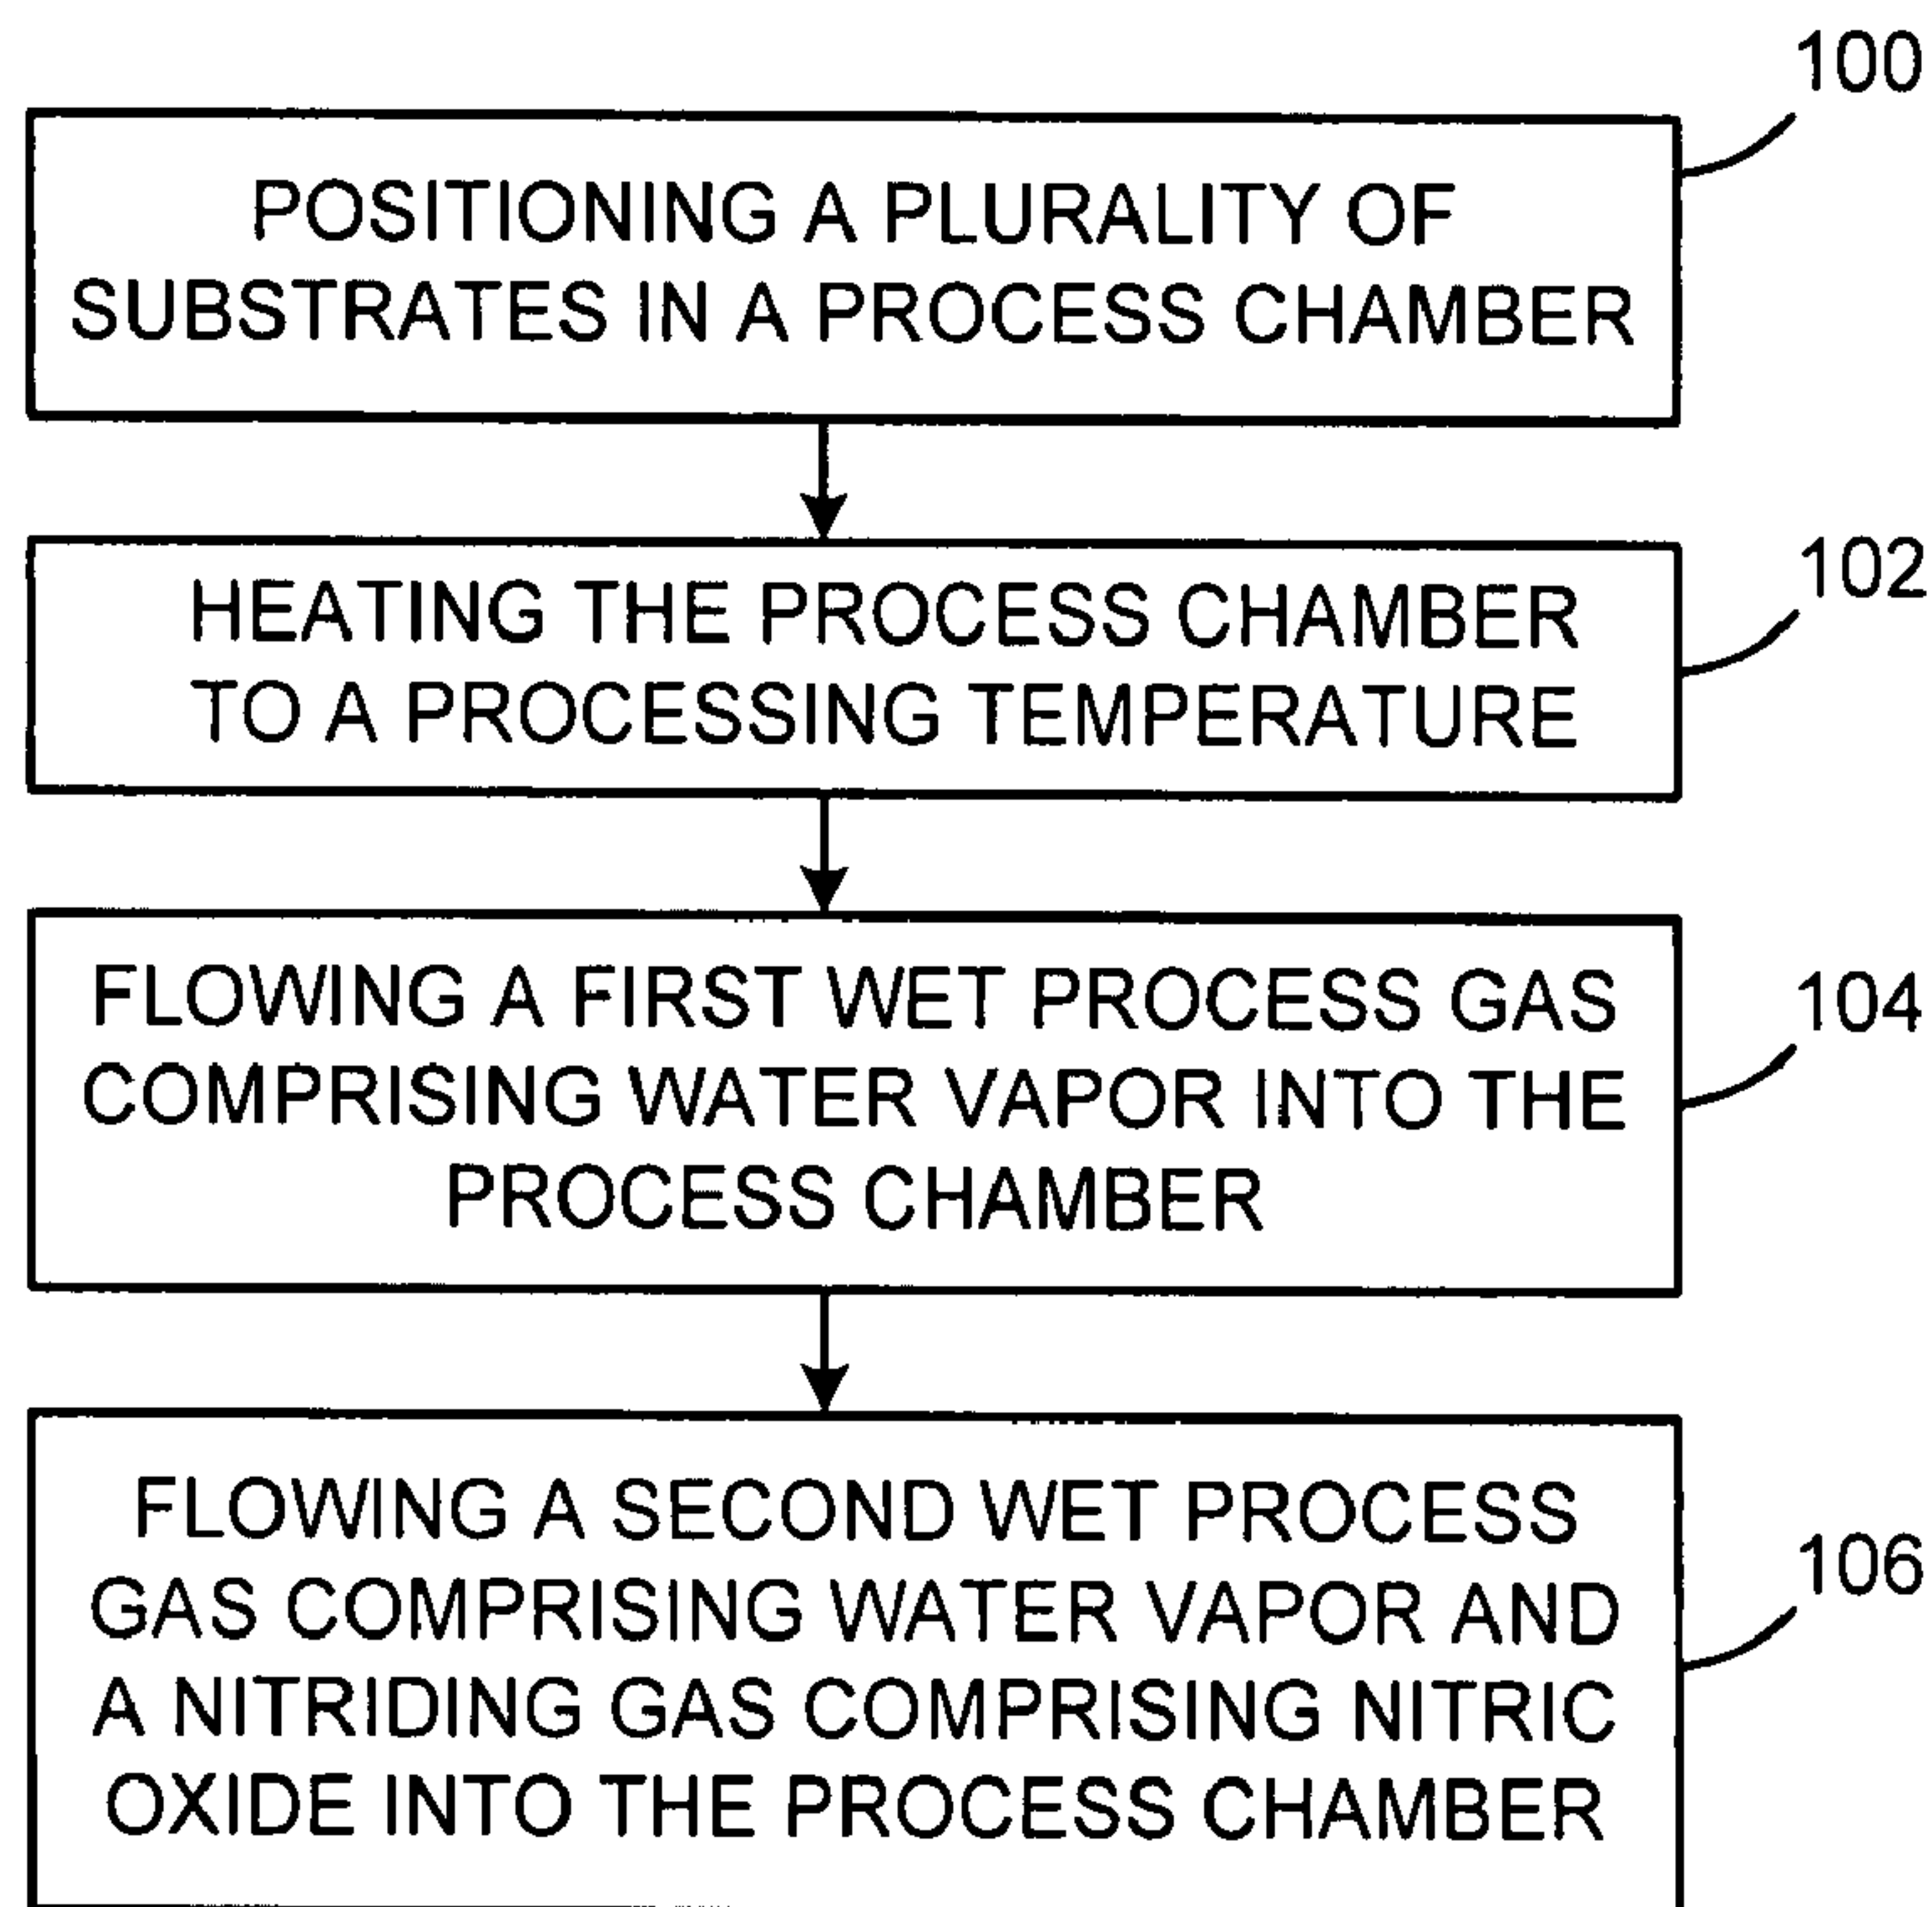 100
POSITIONING A PLURALITY OF
SUBSTRATES IN A PROCESS CHAMBER
102
HEATING THE PROCESS CHAMBER
TO A PROCESSING TEMPERATURE
104
FLOWING A FIRST WET PROCESS GAS
COMPRISING WATER VAPOR INTO THE
PROCESS CHAMBER
106
FLOWING A SECOND WET PROCESS
GAS COMPRISING WATER VAPOR AND
A NITRIDING GAS COMPRISING NITRIC
OXIDE INTO THE PROCESS CHAMBER